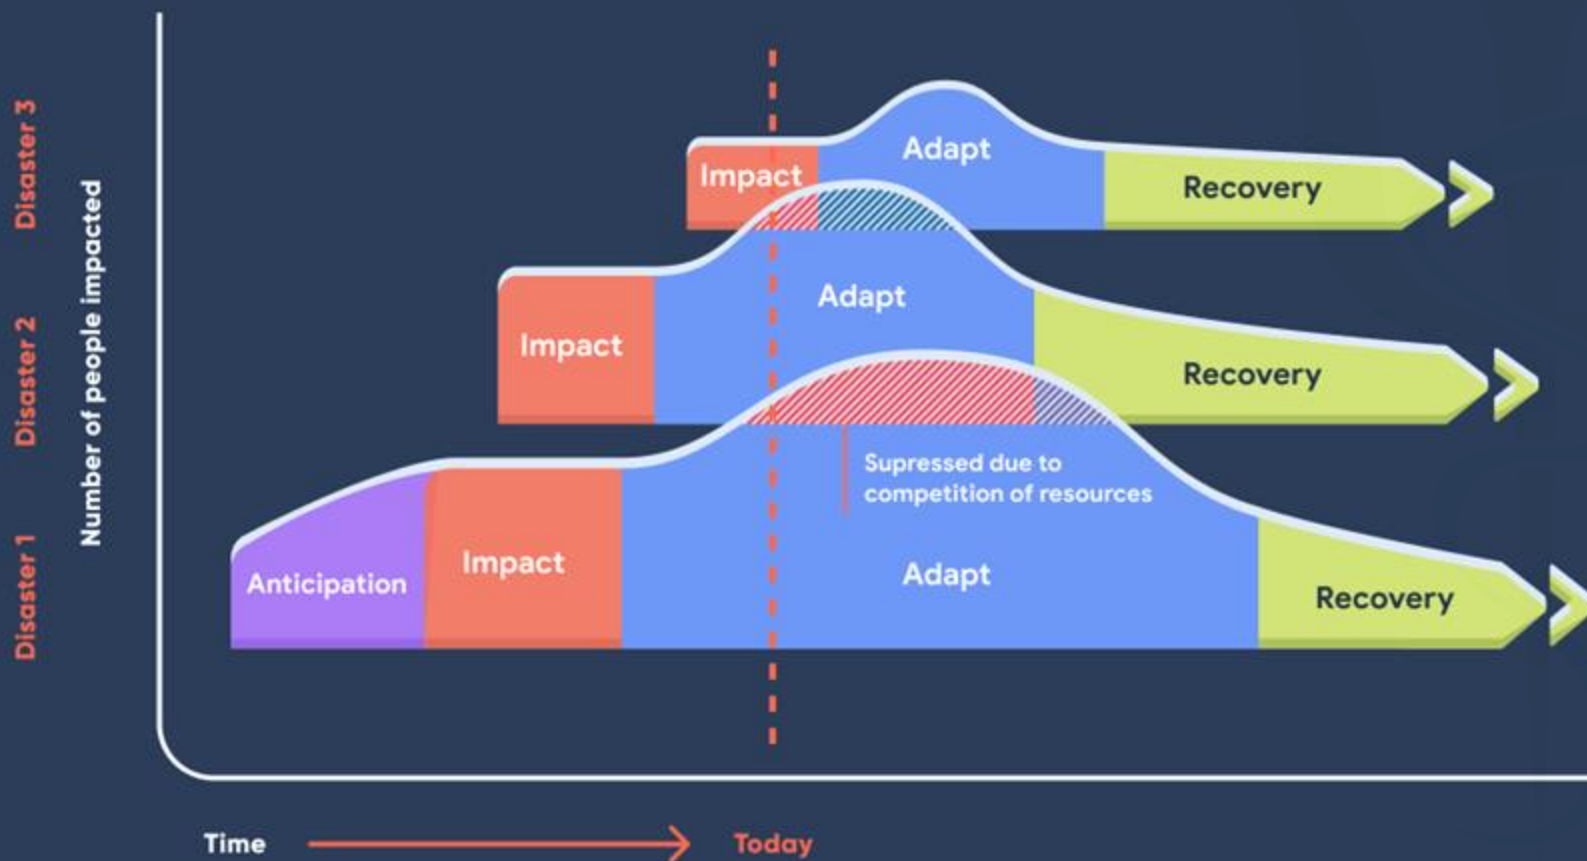 Disaster 3
Disaster 2
Disaster 1
Number of people impacted
Impact
Adapt
Recovery
Impact
Adapt
Recovery
Supressed due to
competition of resources
Anticipation
Impact
Adapt
Recovery
Time
Today